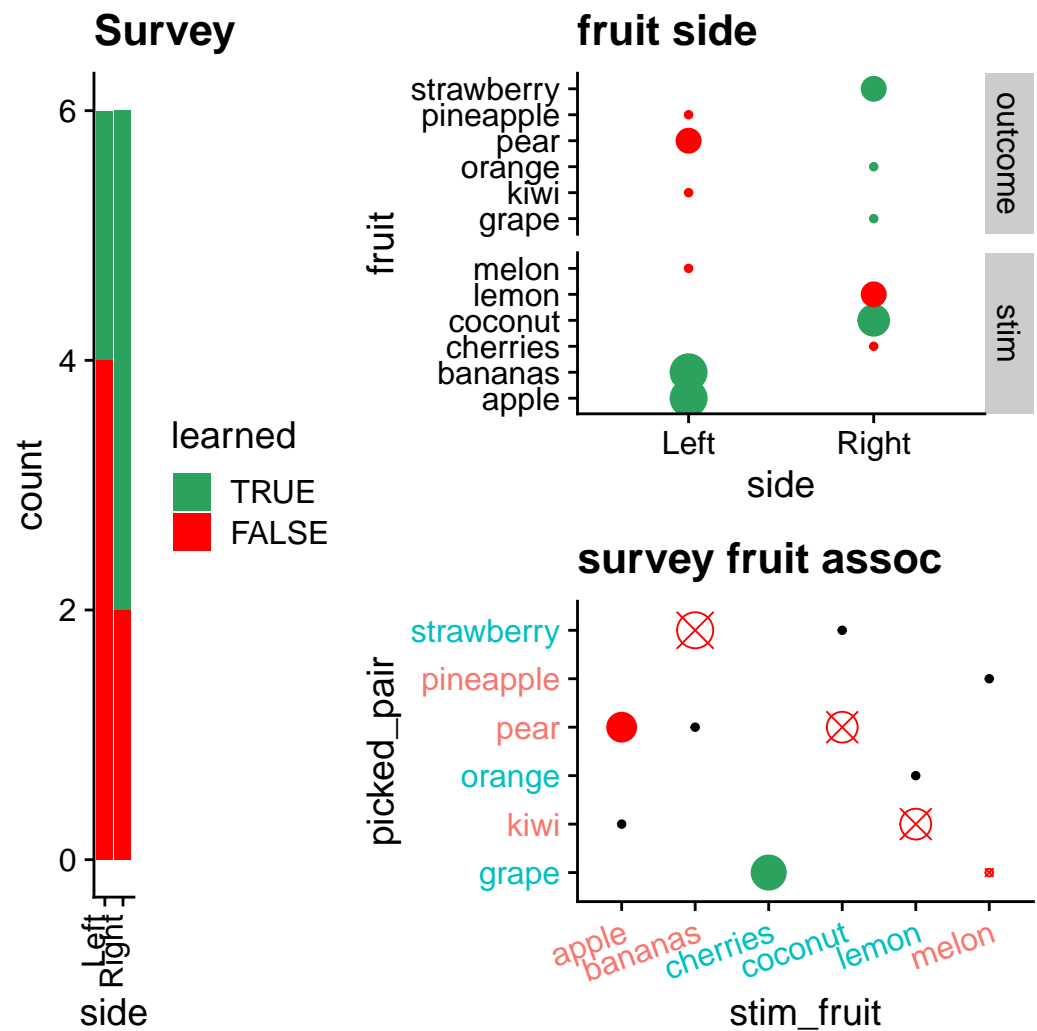 Survey
6
4
2
0
count
Left
Right
side
learned
TRUE
FALSE
fruit side
strawberry
pineapple
pear
orange
kiwi
grape
outcome
melon
lemon
coconut
cherries
bananas
apple
stim
fruit
Left Right
side
survey fruit assoc
strawberry
pineapple
pear
orange
kiwi
grape
picked_pair
apple bananas cherries coconut lemon melon
stim_fruit